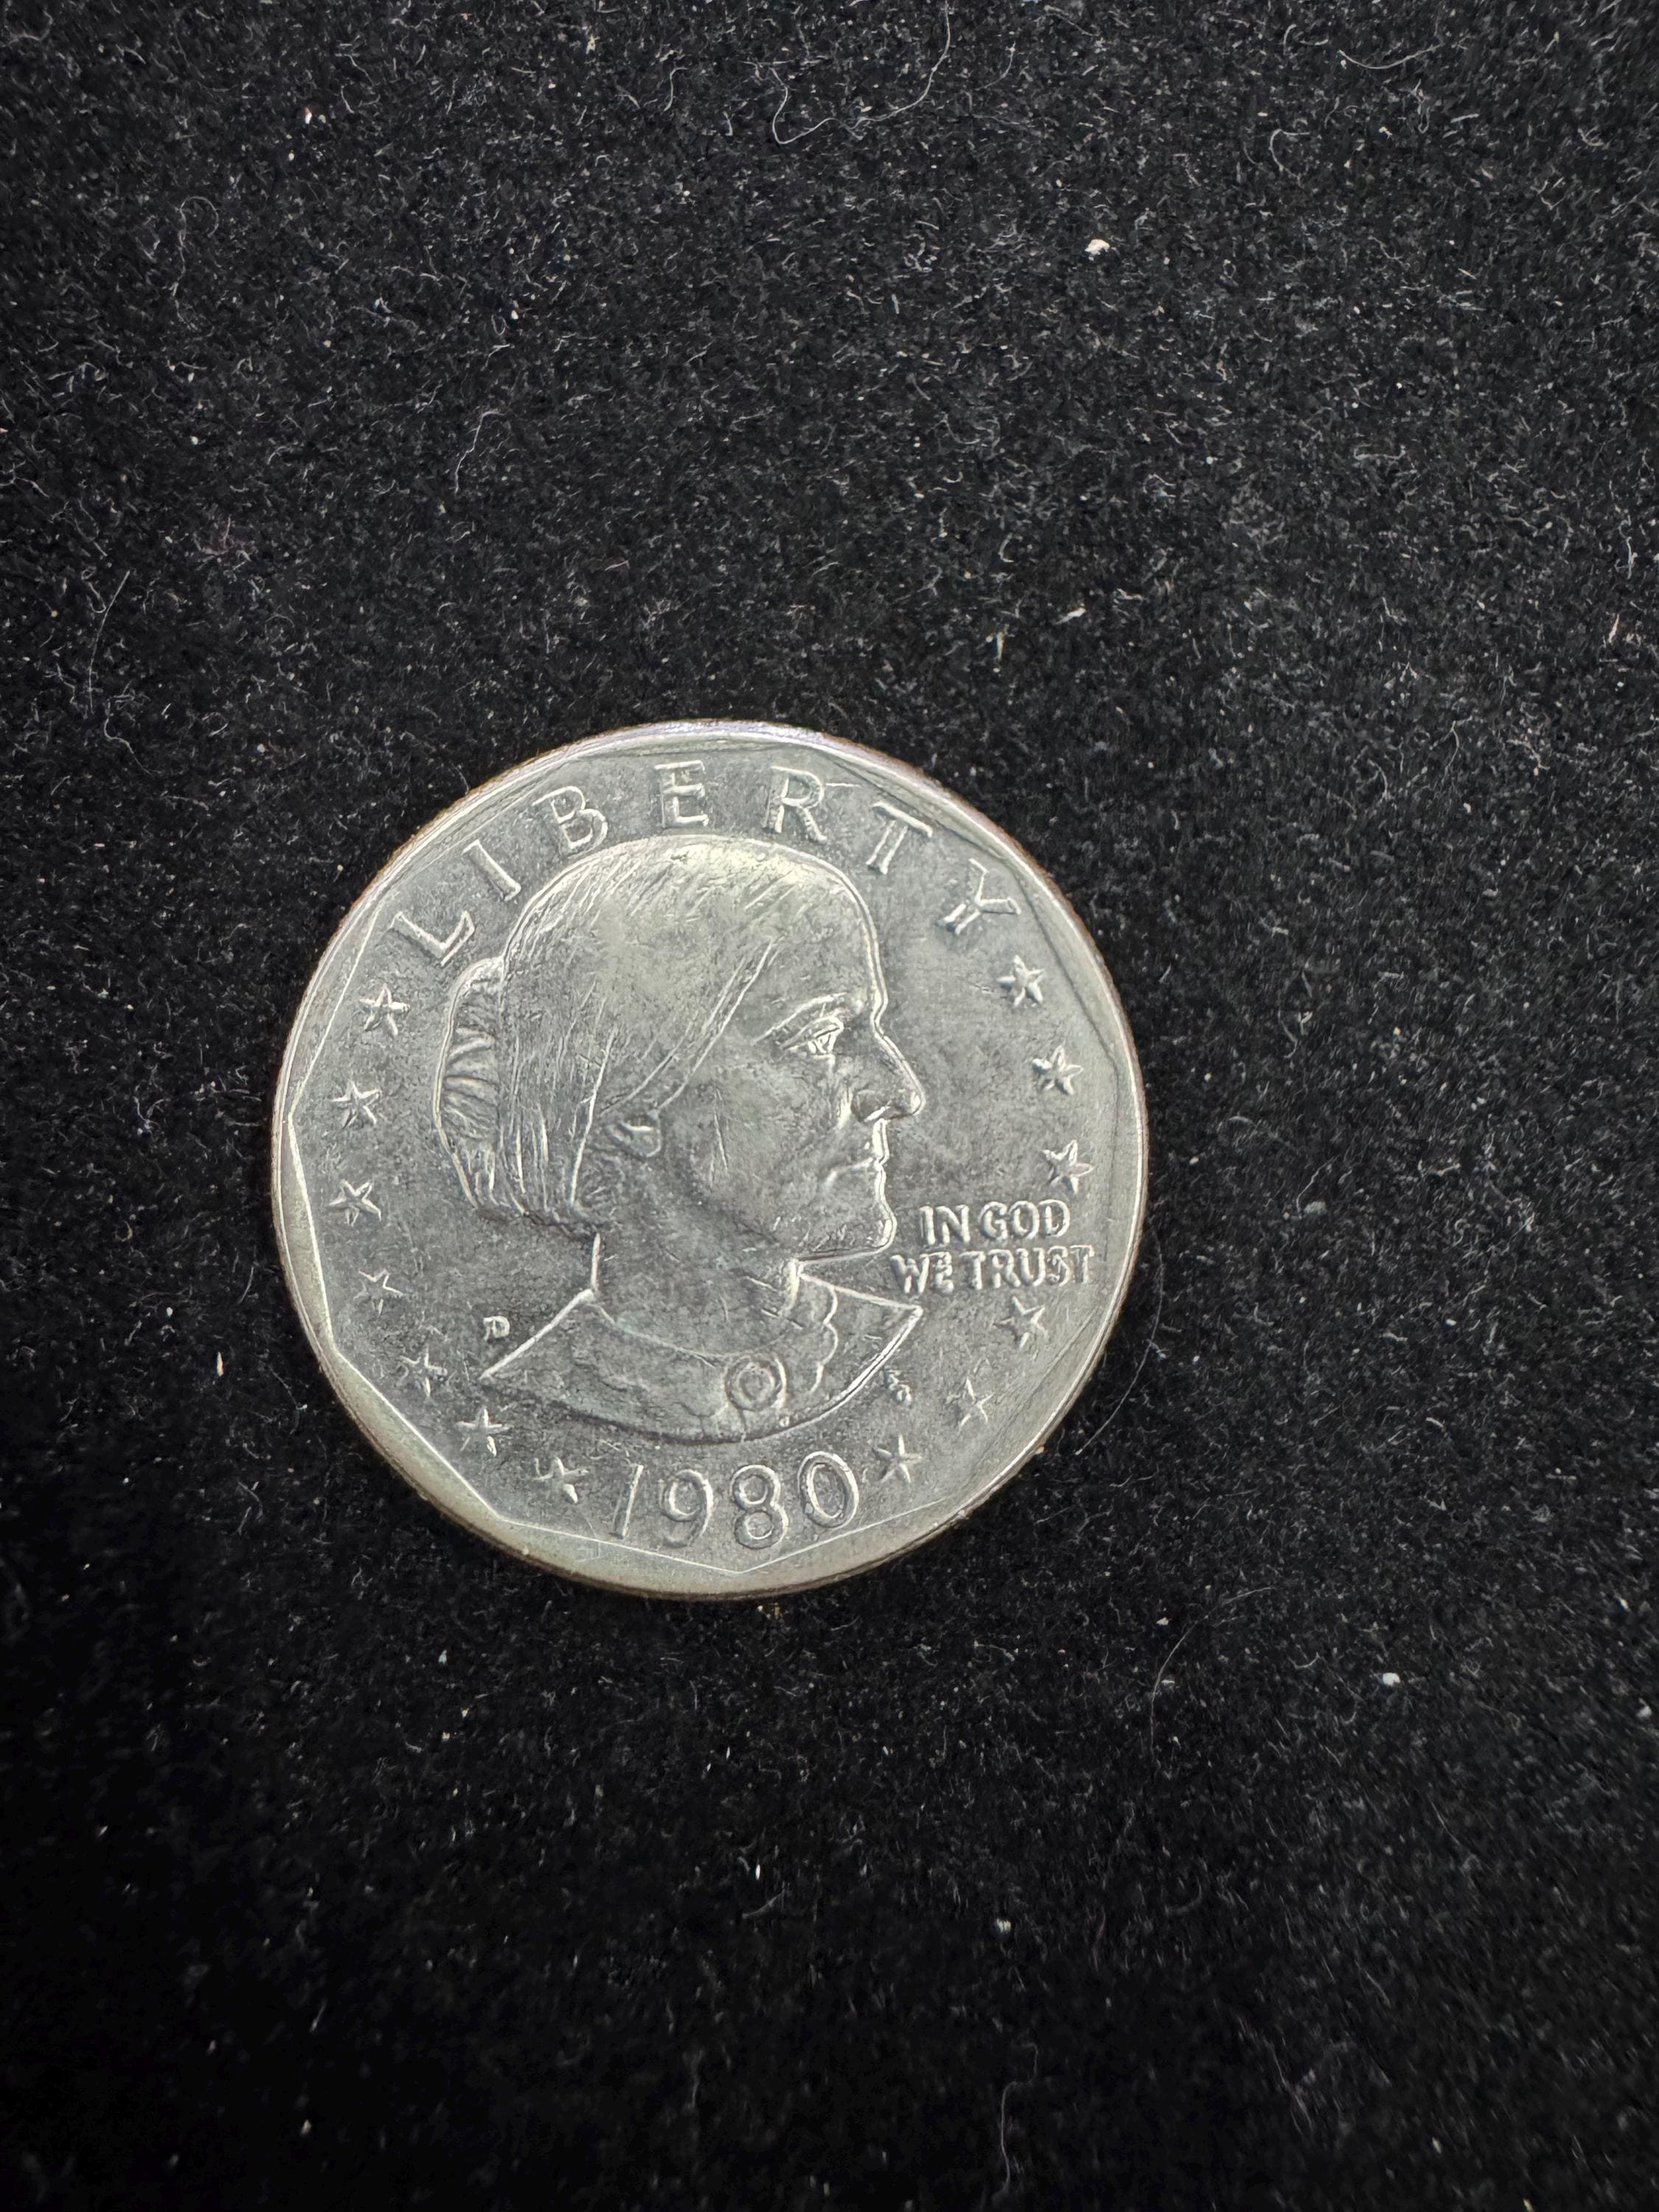 LIBERTY
IN GOD
WE TRUST
P
1980